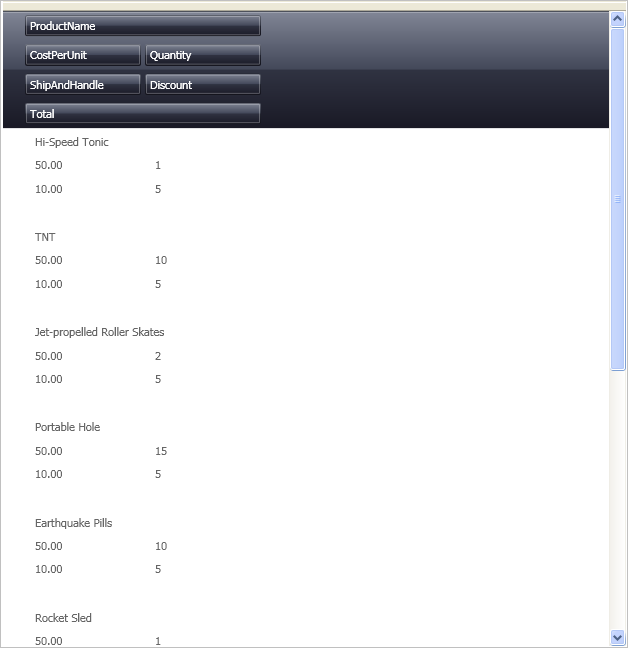 ProductName
CostPerUnit Quantity
ShipAndHandle Discount
Total
Hi-Speed Tonic
50.00 1
10.00 5
TNT
50.00 10
10.00 5
Jet-propelled Roller Skates
50.00 2
10.00 5
Portable Hole
50.00 15
10.00 5
Earthquake Pills
50.00 10
10.00 5
Rocket Sled
50.00 1